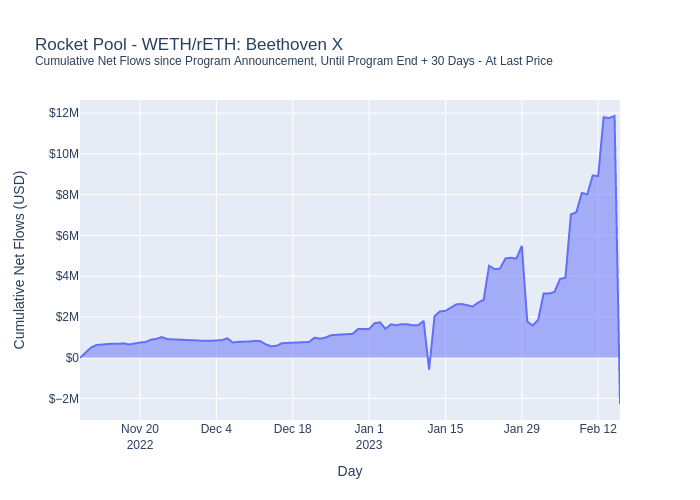 Rocket Pool - WETH/rETH: Beethoven X
Cumulative Net Flows since Program Announcement, Until Program End + 30 Days - At Last Price
$12M
$10M
$8M
$6M
$4M
$2M
$0
$−2M
Cumulative Net Flows (USD)
Nov 20
2022
Dec 4
Dec 18
Jan 1
2023
Jan 15
Jan 29
Feb 12
Day